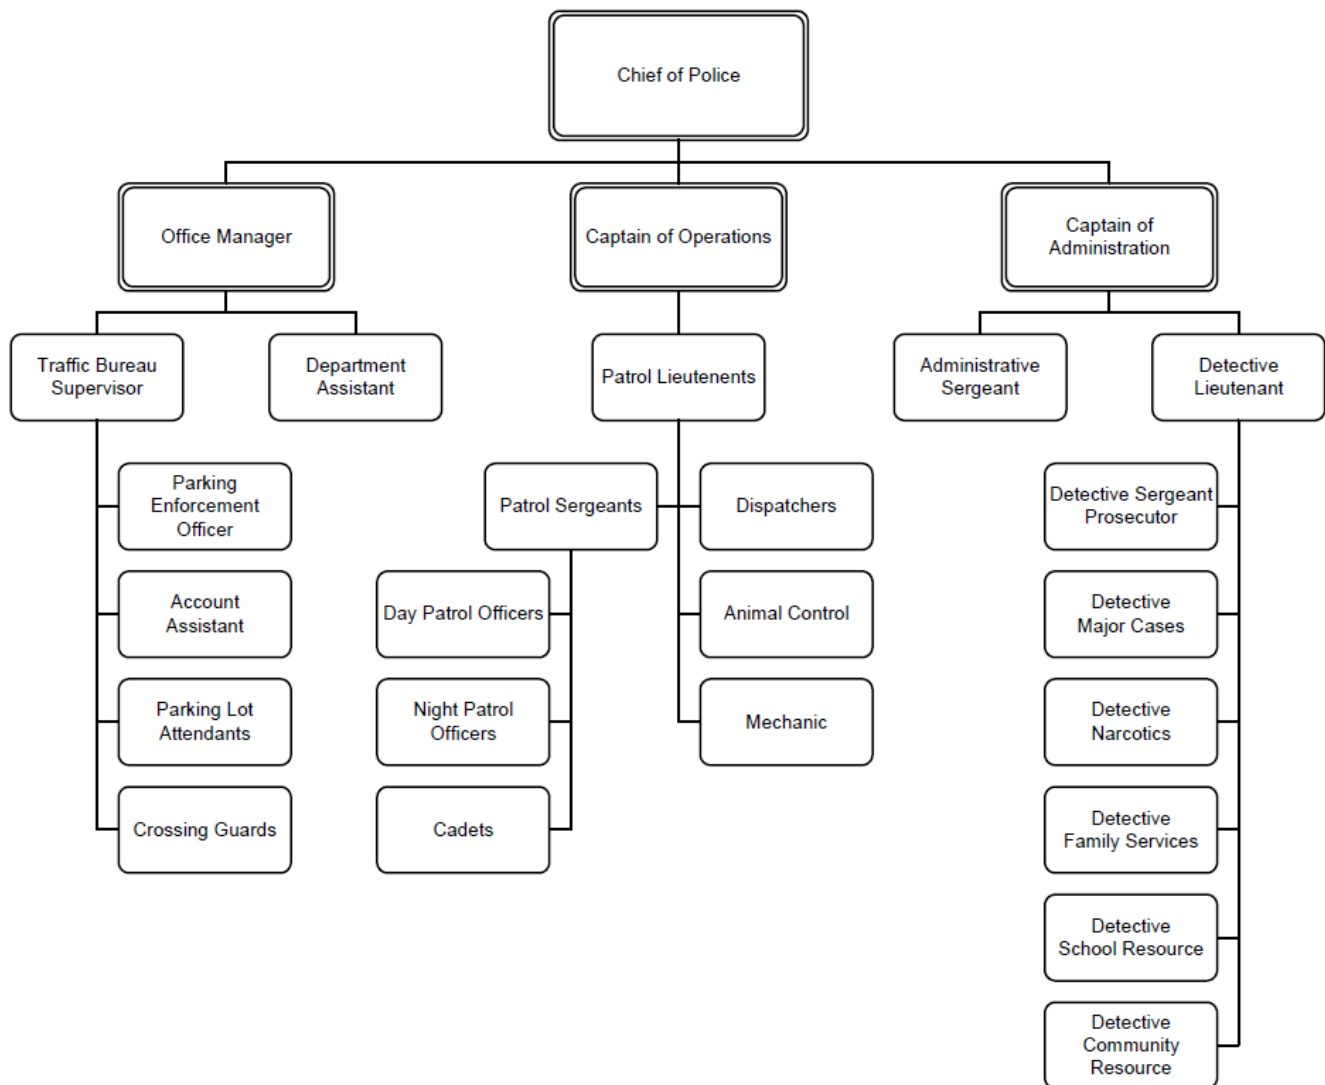 Chief of Police
Office Manager
Captain of Operations
Captain of
Administration
Traffic Bureau
Supervisor
Department
Assistant
Patrol Lieutenents
Administrative
Sergeant
Detective
Lieutenant
Parking
Enforcement
Officer
Patrol Sergeants
Dispatchers
Detective Sergeant
Prosecutor
Account
Assistant
Day Patrol Officers
Animal Control
Detective
Major Cases
Parking Lot
Attendants
Night Patrol
Officers
Mechanic
Detective
Narcotics
Crossing Guards
Cadets
Detective
Family Services
Detective
School Resource
Detective
Community
Resource